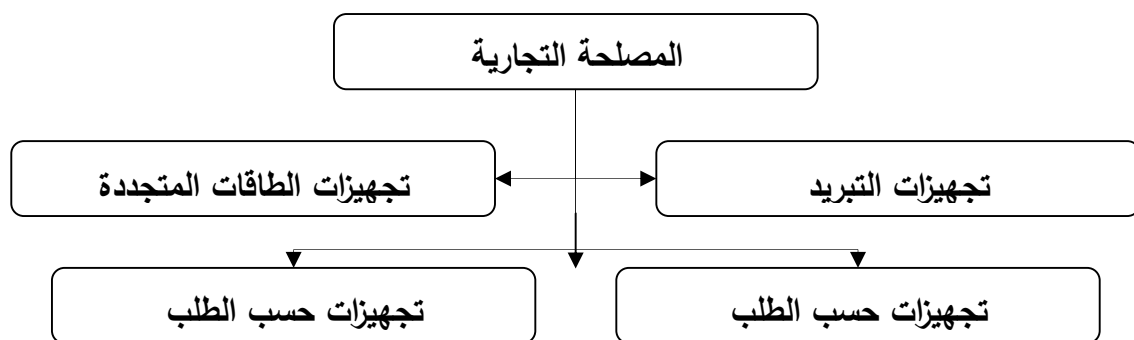 المصلحة التجارية
تجهيزات التبريد
تجهيزات الطاقات المتجددة
تجهيزات حسب الطلب
تجهيزات حسب الطلب